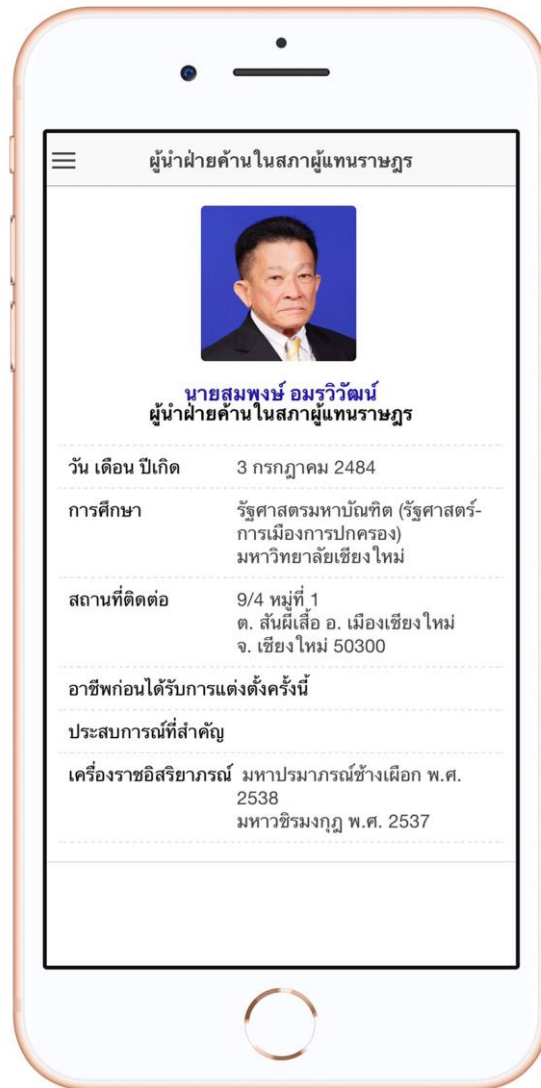 ผู้นำฝ่ายค้านในสภาผู้แทนราษฎร
นายสมพงษ์ อมรวิวัฒน์
ผู้นำฝ่ายค้านในสภาผู้แทนราษฎร
วัน เดือน ปีเกิด 3 กรกฎาคม 2484
การศึกษา รัฐศาสตรมหาบัณฑิต (รัฐศาสตร์-
การเมืองการปกครอง)
มหาวิทยาลัยเชียงใหม่
สถานที่ติดต่อ 9/4 หมู่ที่ 1
ต. สันผีเสื้อ อ. เมืองเชียงใหม่
จ. เชียงใหม่ 50300
อาชีพก่อนได้รับการแต่งตั้งครั้งนี้
ประสบการณ์ที่สำคัญ
เครื่องราชอิสริยาภรณ์ มหาปรมาภรณ์ช้างเผือก พ.ศ.
2538
มหาวชิรมงกุฎ พ.ศ. 2537